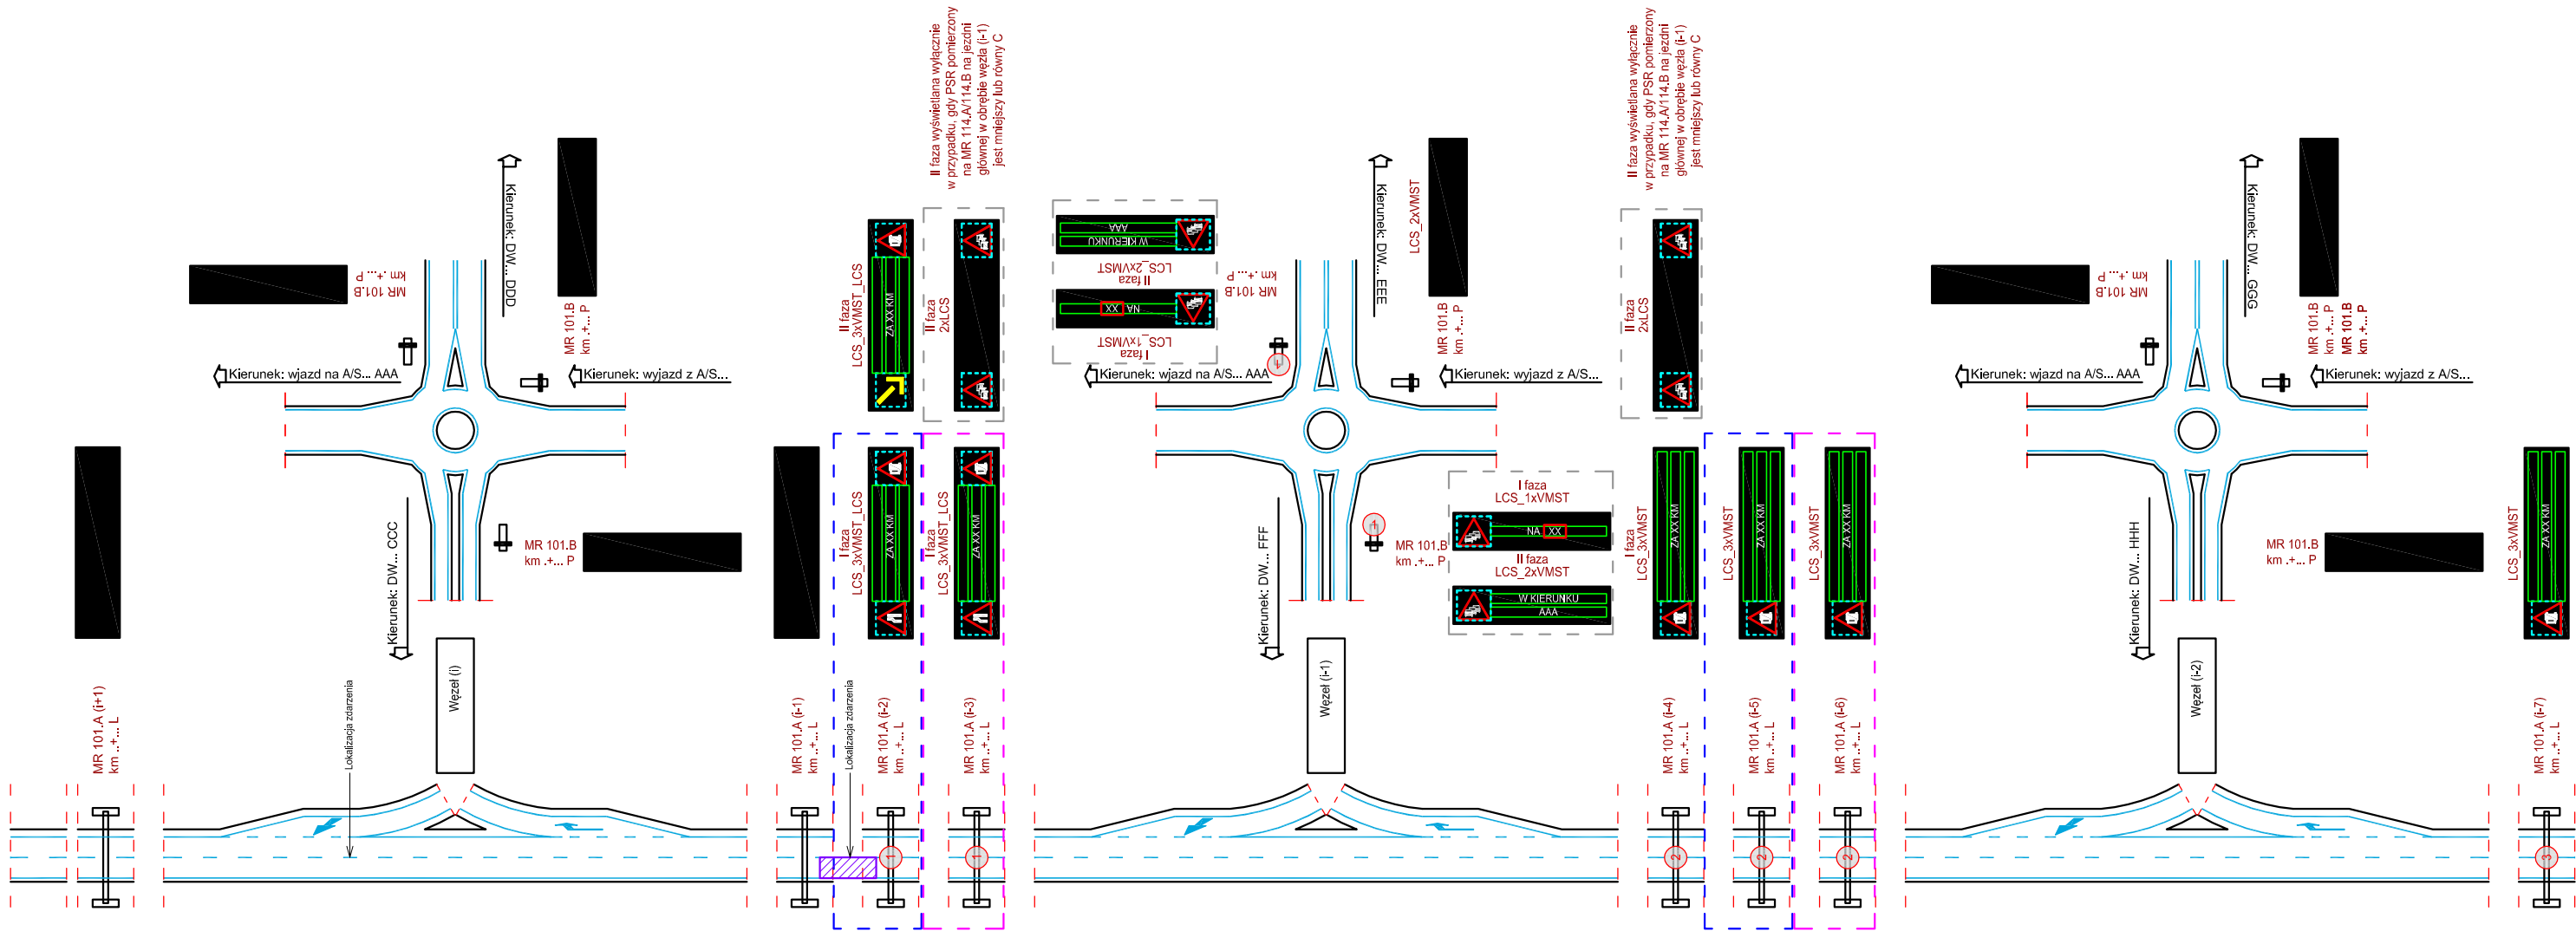 MR 101.A (i+1)
km ..+... L
Lokalizacja zdarzenia
Węzeł (i)
Kierunek: DW... CCC
Kierunek: wjazd na A/S... AAA
MR 101.B
km .+... P
Kierunek: DW... DDD
MR 101.B
km .+... P
Kierunek: wyjazd z A/S...
MR 101.B
km .+... P
MR 101.A (i-1)
km ..+... L
Lokalizacja zdarzenia
II faza
LCS_3xVMST_LCS
ZA XX KM
I faza
LCS_3xVMST_LCS
ZA XX KM
MR 101.A (i-2)
km ..+... L
1
II faza wyświetlana wyłącznie
w przypadku, gdy PSR pomierzony
na MR 114.A/114.B na jezdni
głównej w obrębie węzła (i-1)
jest mniejszy lub równy C
II faza
2xLCS
I faza
LCS_3xVMST_LCS
ZA XX KM
MR 101.A (i-3)
km ..+... L
1
W KIERUNKU
AAA
II faza
LCS_2xVMST
NA XX
I faza
LCS_1xVMST
MR 101.B
km .+... P
Kierunek: wjazd na A/S... AAA
Kierunek: DW... EEE
LCS_2xVMST
MR 101.B
km .+... P
Kierunek: wyjazd z A/S...
Kierunek: DW... FFF
MR 101.B
km .+... P
I faza
LCS_1xVMST
NA XX
II faza
LCS_2xVMST
W KIERUNKU
AAA
Węzeł (i-1)
II faza wyświetlana wyłącznie
w przypadku, gdy PSR pomierzony
na MR 114.A/114.B na jezdni
głównej w obrębie węzła (i-1)
jest mniejszy lub równy C
II faza
2xLCS
I faza
LCS_3xVMST
ZA XX KM
MR 101.A (i-4)
km ..+... L
2
LCS_3xVMST
ZA XX KM
MR 101.A (i-5)
km ..+... L
2
LCS_3xVMST
ZA XX KM
MR 101.A (i-6)
km ..+... L
2
MR 101.B
km .+... P
Kierunek: wjazd na A/S... AAA
Kierunek: DW... GGG
MR 101.B
km .+... P
MR 101.B
km .+... P
Kierunek: wyjazd z A/S...
Kierunek: DW... HHH
MR 101.B
km .+... P
Węzeł (i-2)
LCS_3xVMST
ZA XX KM
MR 101.A (i-7)
km ..+... L
3